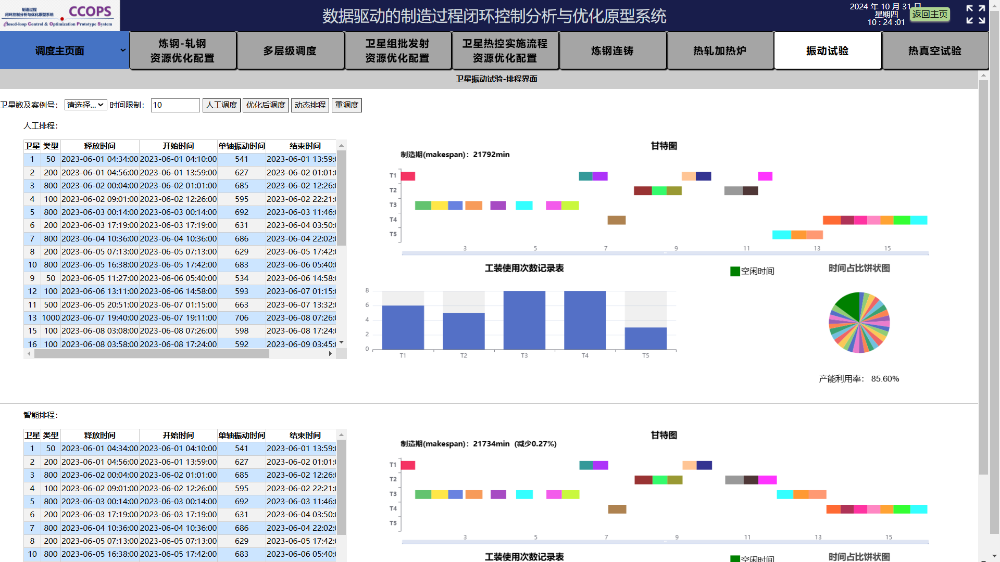 制造过程
闭环控制分析与优化原型系统
CCOPS
Closed-loop Control & Optimization Prototype System
数据驱动的制造过程闭环控制分析与优化原型系统
2024 年 10 月 31 日
星期四
10 : 24 :01
返回主页
调度主页面
炼钢-轧钢
资源优化配置
多层级调度
卫星组批发射
资源优化配置
卫星热控实施流程
资源优化配置
炼钢连铸
热轧加热炉
振动试验
热真空试验
卫星振动试验-排程界面
卫星数及案例号： 请选择... 时间限制： 10 人工调度 优化后调度 动态排程 重调度
人工排程：
卫星 类型 释放时间 开始时间 单轴振动时间 结束时间
1 50 2023-06-01 04:34:00 2023-06-01 04:10:00 541 2023-06-01 13:59:
2 200 2023-06-01 04:56:00 2023-06-01 13:59:00 627 2023-06-02 01:01:
3 800 2023-06-02 00:04:00 2023-06-02 01:01:00 685 2023-06-02 12:26:
4 100 2023-06-02 09:01:00 2023-06-02 12:26:00 595 2023-06-02 22:21:
5 800 2023-06-03 00:14:00 2023-06-03 00:14:00 692 2023-06-03 11:46:
6 200 2023-06-03 17:19:00 2023-06-03 17:19:00 631 2023-06-04 03:50:
7 800 2023-06-04 10:36:00 2023-06-04 10:36:00 686 2023-06-04 22:02:
8 200 2023-06-05 07:13:00 2023-06-05 07:13:00 629 2023-06-05 17:42:
10 800 2023-06-05 16:38:00 2023-06-05 17:42:00 683 2023-06-06 05:40:
9 50 2023-06-05 11:27:00 2023-06-06 05:40:00 534 2023-06-06 14:58:
12 100 2023-06-06 13:11:00 2023-06-06 14:58:00 593 2023-06-07 01:15:
11 500 2023-06-05 20:51:00 2023-06-07 01:15:00 663 2023-06-07 13:32:
13 1000 2023-06-07 19:40:00 2023-06-07 19:11:00 706 2023-06-08 07:26:
15 100 2023-06-08 03:08:00 2023-06-08 07:26:00 598 2023-06-08 17:24:
16 100 2023-06-08 03:58:00 2023-06-08 17:24:00 592 2023-06-09 03:45:
甘特图
制造期(makespan)：21792min
T1
T2
T3
T4
T5
3 5 7 9 11 13 15
工装使用次数记录表
8
6
4
2
0
T1 T2 T3 T4 T5
空闲时间
时间占比饼状图
产能利用率： 85.60%
智能排程：
卫星 类型 释放时间 开始时间 单轴振动时间 结束时间
1 50 2023-06-01 04:34:00 2023-06-01 04:10:00 541 2023-06-01 13:59:
2 200 2023-06-01 04:56:00 2023-06-01 13:59:00 627 2023-06-02 01:01:
3 800 2023-06-02 00:04:00 2023-06-02 01:01:00 685 2023-06-02 12:26:
4 100 2023-06-02 09:01:00 2023-06-02 12:26:00 595 2023-06-02 22:21:
5 800 2023-06-03 00:14:00 2023-06-03 00:14:00 692 2023-06-03 11:46:
6 200 2023-06-03 17:19:00 2023-06-03 17:19:00 631 2023-06-04 03:50:
7 800 2023-06-04 10:36:00 2023-06-04 10:36:00 686 2023-06-04 22:02:
8 200 2023-06-05 07:13:00 2023-06-05 07:13:00 629 2023-06-05 17:42:
10 800 2023-06-05 16:38:00 2023-06-05 17:42:00 683 2023-06-06 05:40:
甘特图
制造期(makespan)：21734min (减少0.27%)
T1
T2
T3
T4
T5
3 5 7 9 11 13 15
工装使用次数记录表
空闲时间
时间占比饼状图